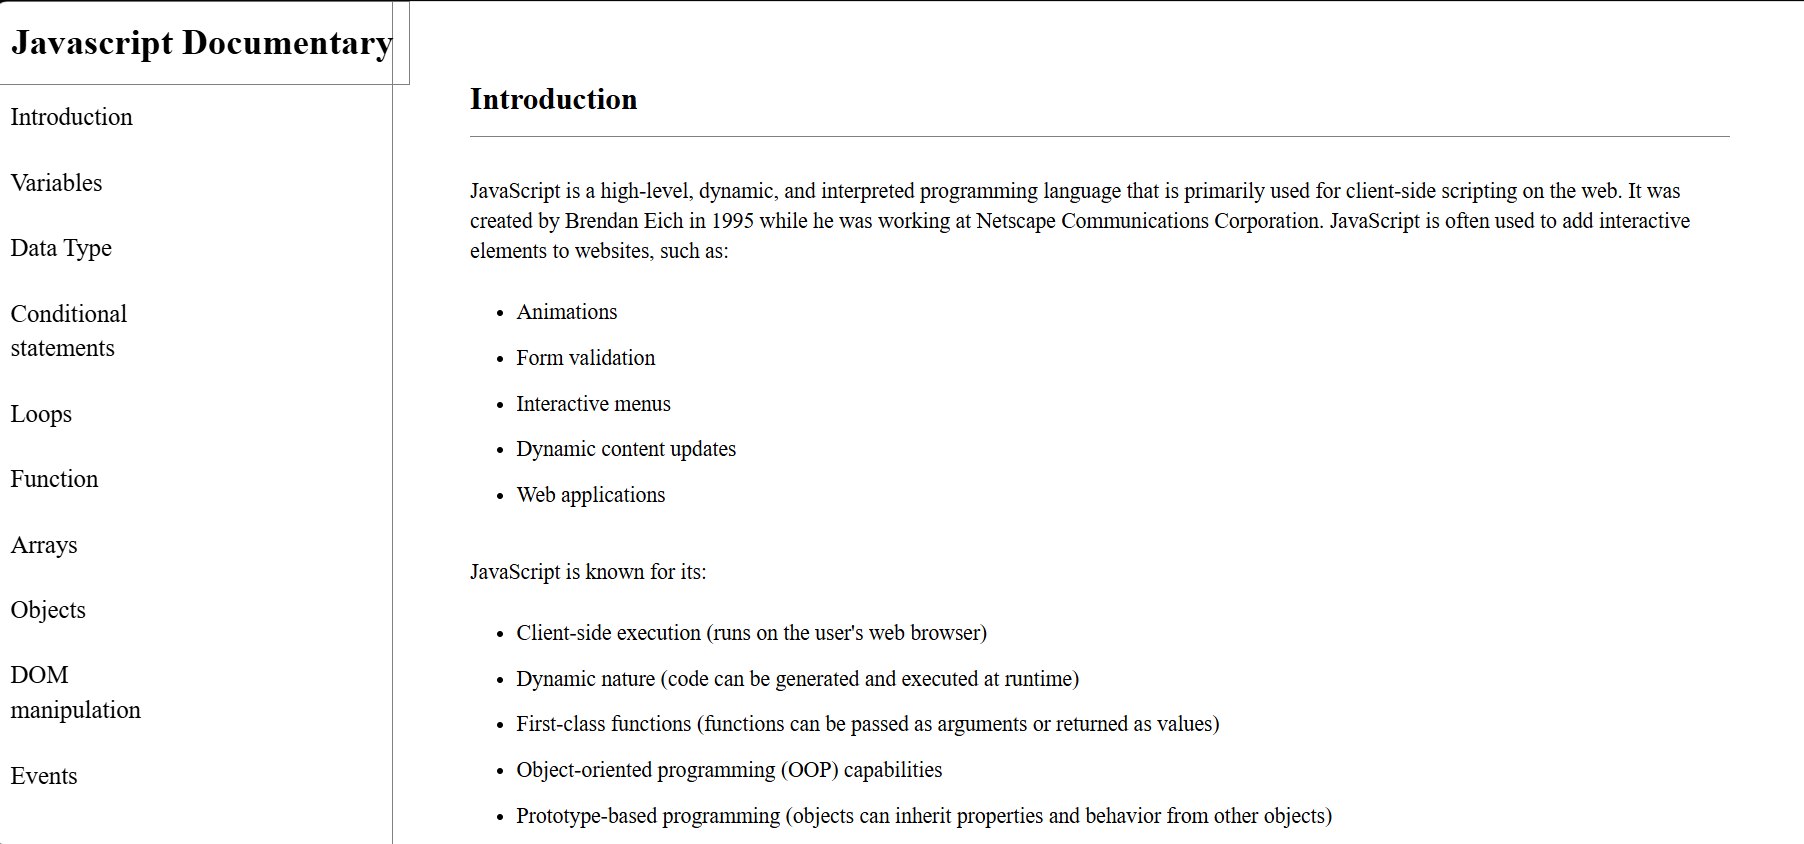 Javascript Documentary
Introduction
Variables
Data Type
Conditional
statements
Loops
Function
Arrays
Objects
DOM
manipulation
Events
Introduction
JavaScript is a high-level, dynamic, and interpreted programming language that is primarily used for client-side scripting on the web. It was
created by Brendan Eich in 1995 while he was working at Netscape Communications Corporation. JavaScript is often used to add interactive
elements to websites, such as:
• Animations
• Form validation
• Interactive menus
• Dynamic content updates
• Web applications
JavaScript is known for its:
• Client-side execution (runs on the user's web browser)
• Dynamic nature (code can be generated and executed at runtime)
• First-class functions (functions can be passed as arguments or returned as values)
• Object-oriented programming (OOP) capabilities
• Prototype-based programming (objects can inherit properties and behavior from other objects)